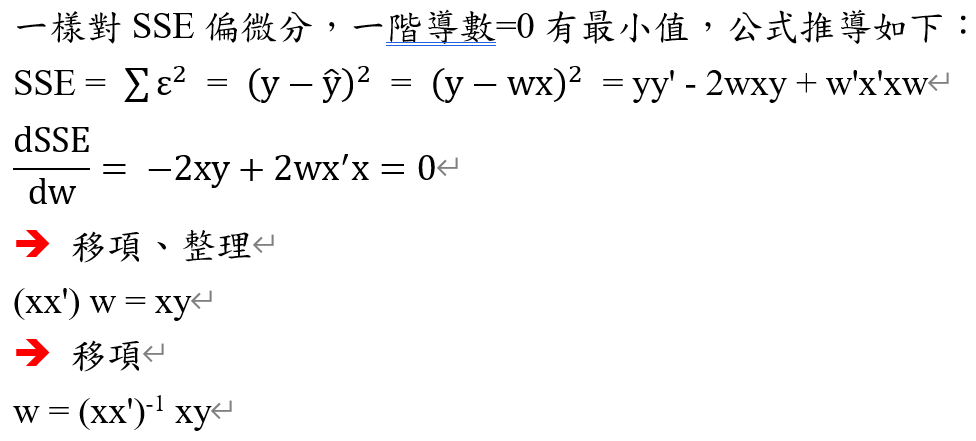 一樣對 SSE 偏微分，一階導數=0 有最小值，公式推導如下：
SSE = ∑ε² = (y − ŷ)² = (y − wx)² = yy' - 2wxy + w'x'xw↵
dSSE/dw = −2xy + 2wx′x = 0↵
➔ 移項、整理↵
(xx') w = xy↵
➔ 移項↵
w = (xx')⁻¹ xy↵